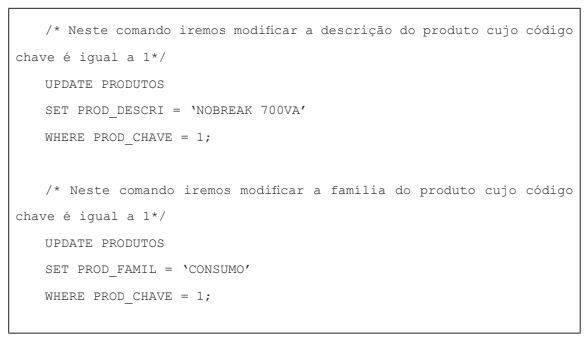 /* Neste comando iremos modificar a descrição do produto cujo código
chave é igual a 1*/
UPDATE PRODUTOS
SET PROD_DESCRI = ‘NOBREAK 700VA’
WHERE PROD_CHAVE = 1;
/* Neste comando iremos modificar a família do produto cujo código
chave é igual a 1*/
UPDATE PRODUTOS
SET PROD_FAMIL = ‘CONSUMO’
WHERE PROD_CHAVE = 1;